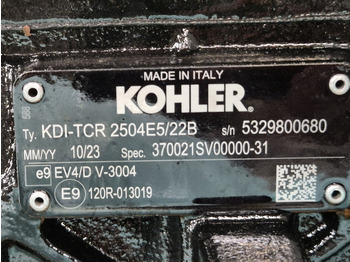 MADE IN ITALY
KOHLER®
Ty. KDI-TCR 2504E5/22B s/n 5329800680
MM/YY 10/23 Spec. 370021SV00000-31
e9 EV4/D V-3004
E9 120R-013019